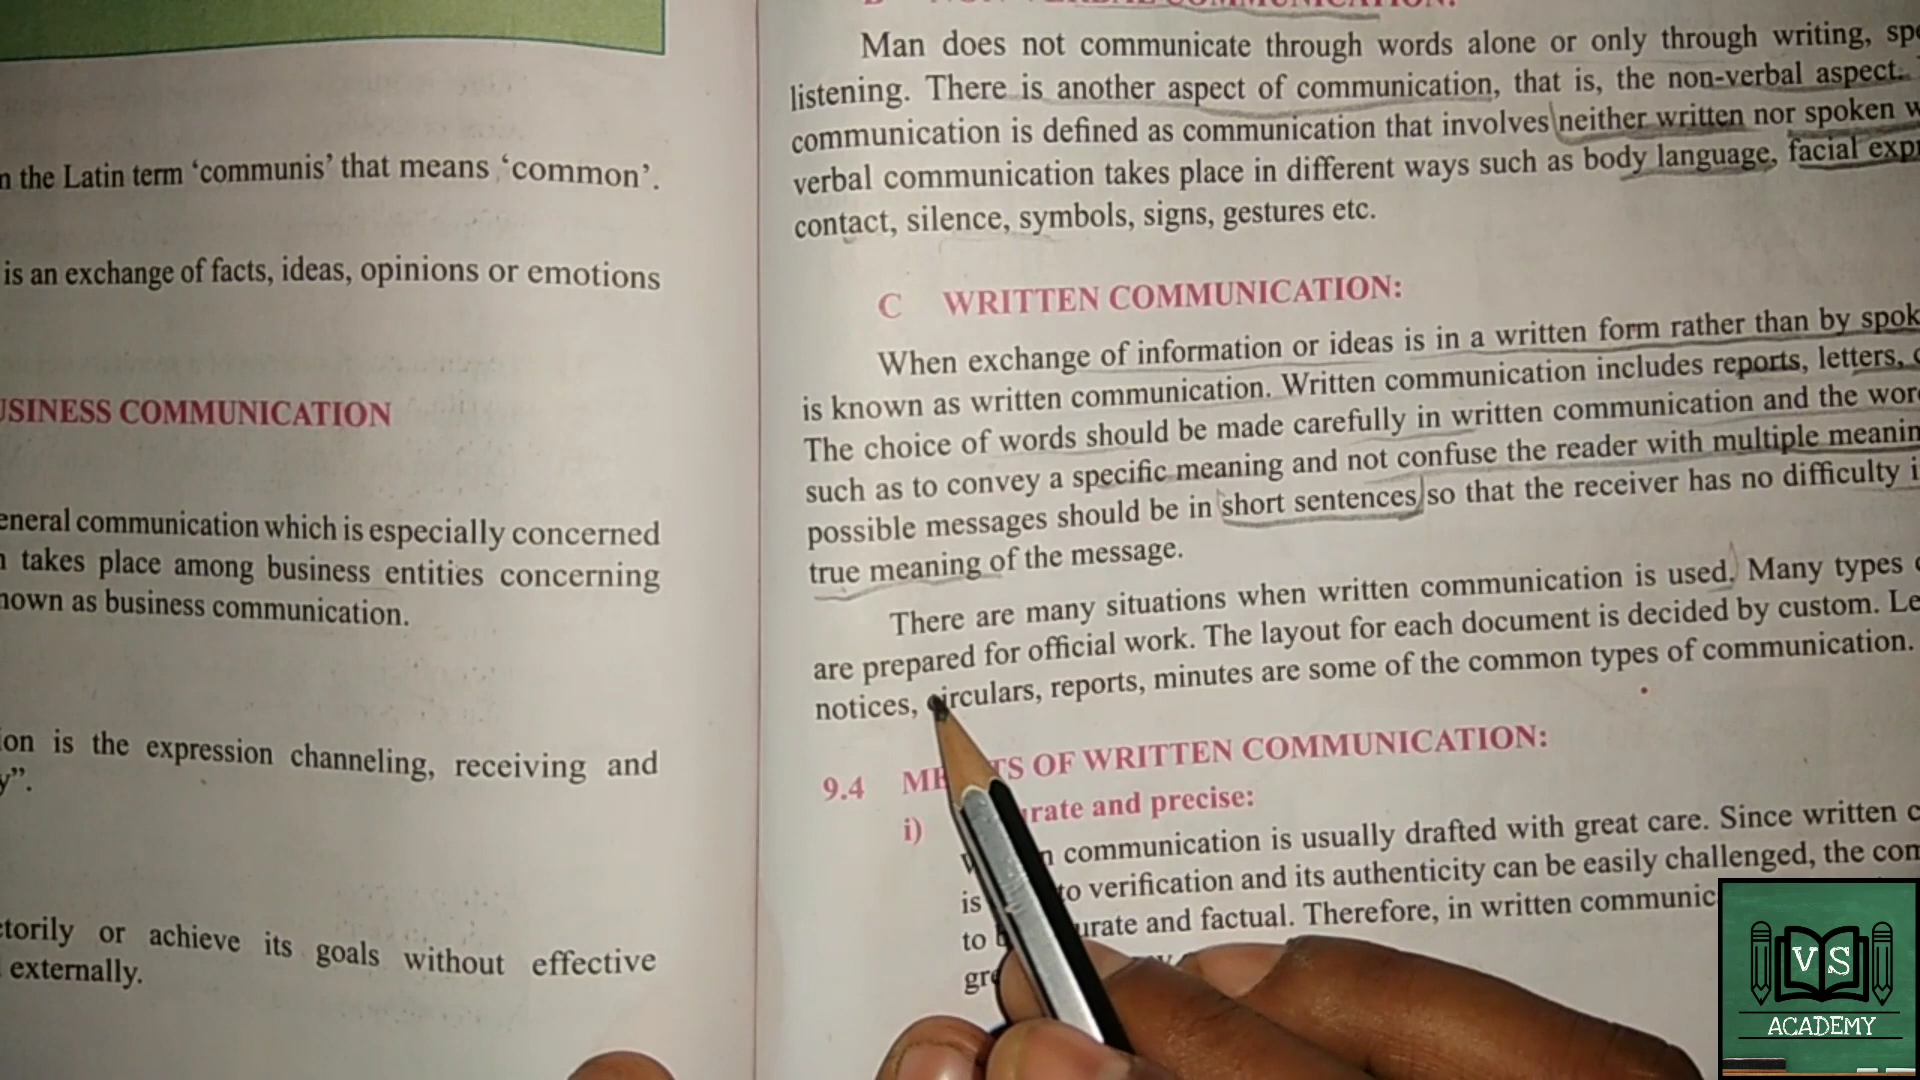 the Latin term ‘communis’ that means ‘common’.
is an exchange of facts, ideas, opinions or emotions
BUSINESS COMMUNICATION
general communication which is especially concerned
takes place among business entities concerning
known as business communication.
is the expression channeling, receiving and
or achieve its goals without effective
externally.
NON-VERBAL COMMUNICATION:
Man does not communicate through words alone or only through writing,
listening. There is another aspect of communication, that is, the non-verbal aspect.
communication is defined as communication that involves neither written nor spoken
verbal communication takes place in different ways such as body language, facial
contact, silence, symbols, signs, gestures etc.
C WRITTEN COMMUNICATION:
When exchange of information or ideas is in a written form rather than by
is known as written communication. Written communication includes reports, letters,
The choice of words should be made carefully in written communication and the
such as to convey a specific meaning and not confuse the reader with multiple
possible messages should be in short sentences so that the receiver has no difficulty
true meaning of the message.
There are many situations when written communication is used. Many types
are prepared for official work. The layout for each document is decided by custom.
notices, circulars, reports, minutes are some of the common types of communication.
9.4 OF WRITTEN COMMUNICATION:
i) and precise:
communication is usually drafted with great care. Since written
is to verification and its authenticity can be easily challenged, the
to and factual. Therefore, in written
VS
ACADEMY